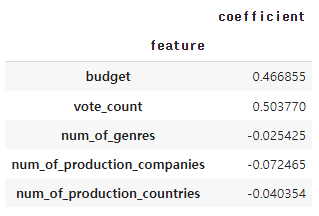 coefficient
feature
budget 0.466855
vote_count 0.503770
num_of_genres -0.025425
num_of_production_companies -0.072465
num_of_production_countries -0.040354